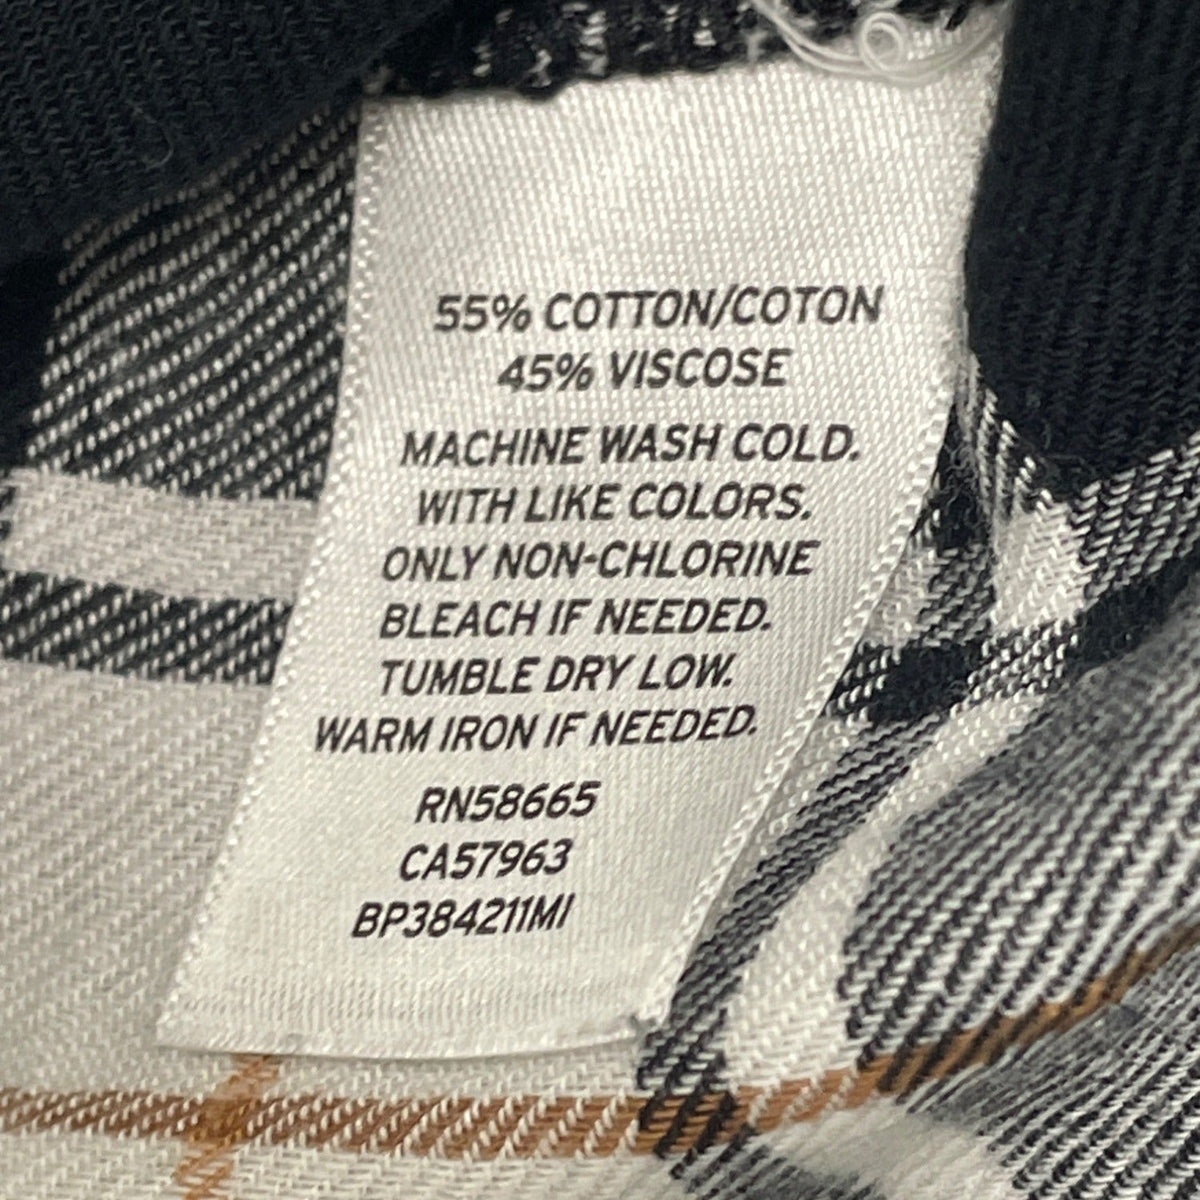 55% COTTON/COTON
45% VISCOSE
MACHINE WASH COLD.
WITH LIKE COLORS.
ONLY NON-CHLORINE
BLEACH IF NEEDED.
TUMBLE DRY LOW.
WARM IRON IF NEEDED.
RN58665
CA57963
BP384211MI